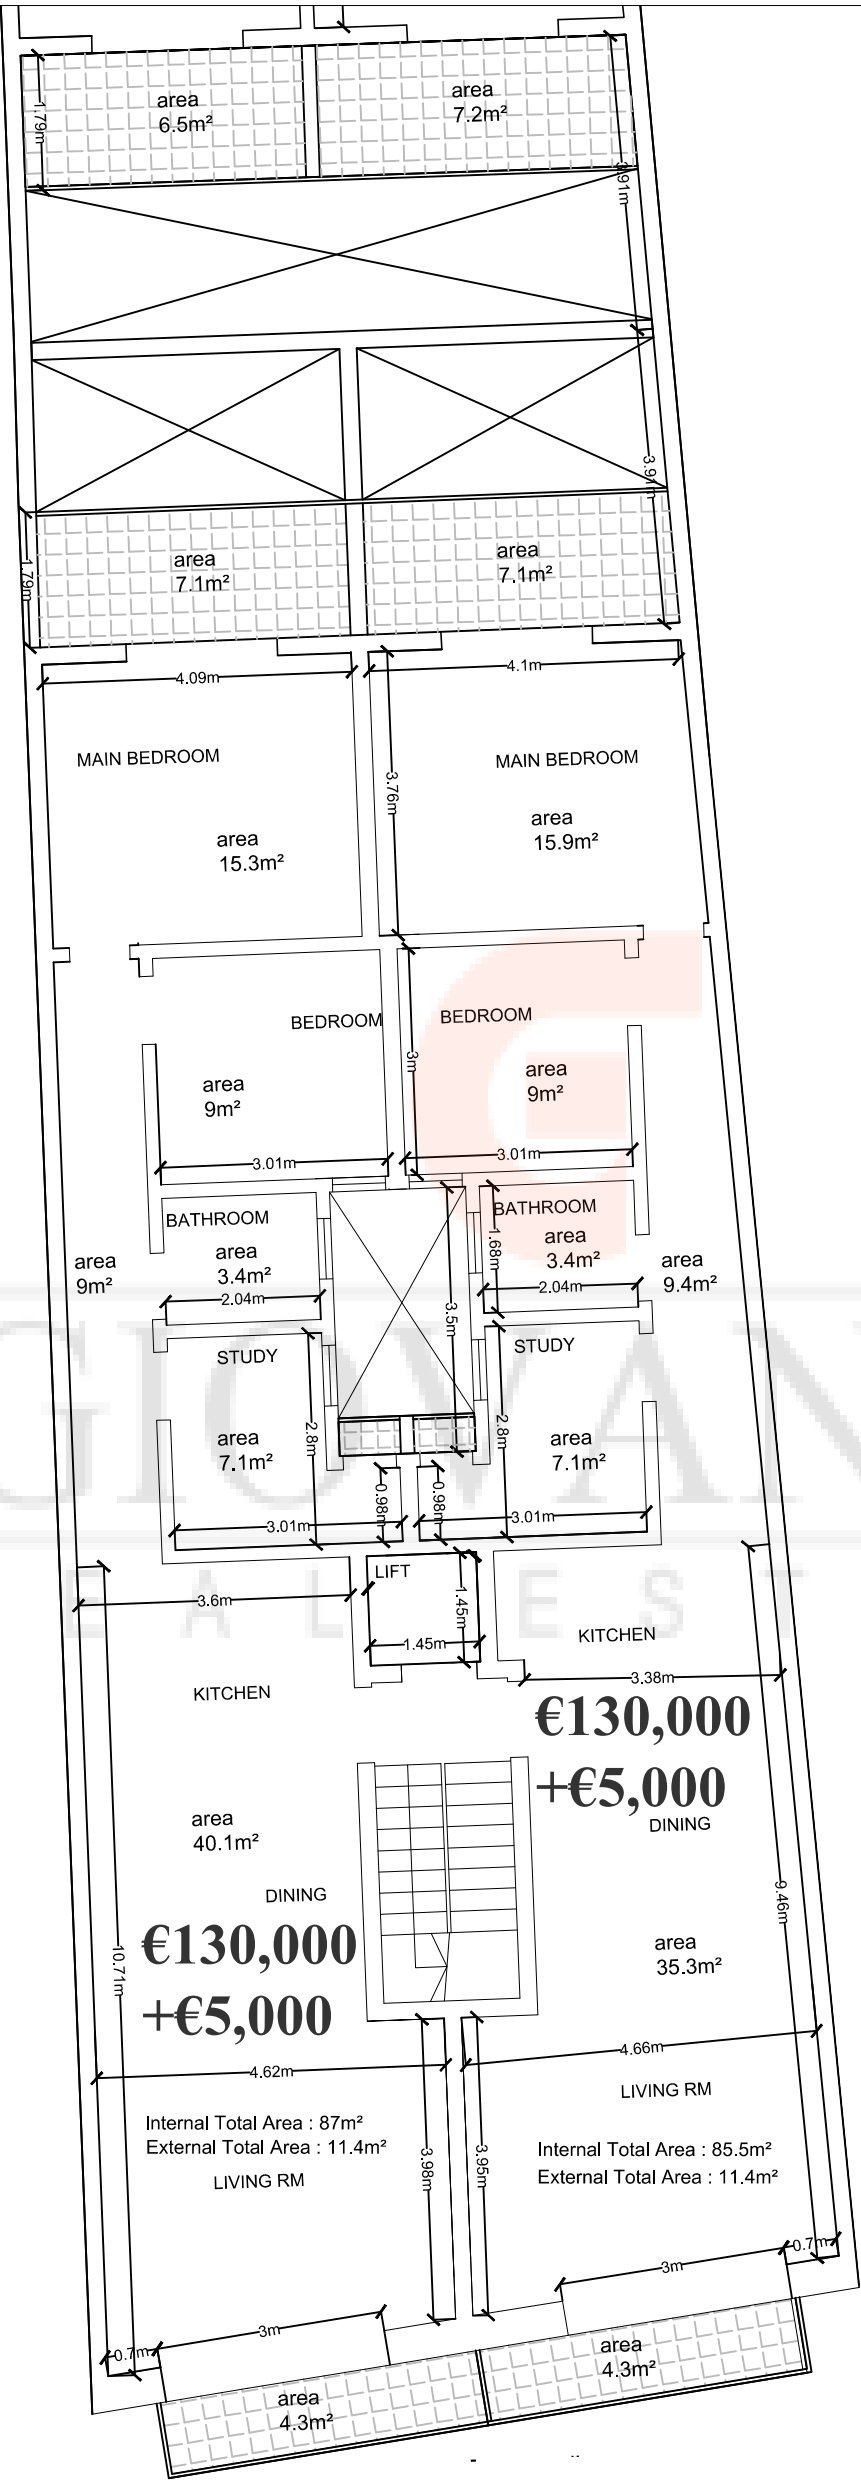 area
6.5m²
area
7.2m²
1.79m
3.91m
3.91m
area
7.1m²
area
7.1m²
1.79m
4.09m
4.1m
MAIN BEDROOM
MAIN BEDROOM
3.76m
area
15.3m²
area
15.9m²
BEDROOM
BEDROOM
3m
area
9m²
area
9m²
3.01m
3.01m
BATHROOM
BATHROOM
area
9m²
area
3.4m²
1.68m
area
3.4m²
area
9.4m²
2.04m
2.04m
3.5m
STUDY
STUDY
GIOVAN
2.8m
2.8m
area
7.1m²
area
7.1m²
0.98m
0.98m
3.01m
3.01m
LIFT
E A L E S T
3.6m
1.45m
1.45m
KITCHEN
3.38m
KITCHEN
€130,000
+€5,000
DINING
area
40.1m²
DINING
€130,000
+€5,000
9.46m
10.71m
area
35.3m²
4.62m
4.66m
LIVING RM
Internal Total Area : 87m²
External Total Area : 11.4m²
LIVING RM
3.98m
3.95m
Internal Total Area : 85.5m²
External Total Area : 11.4m²
0.7m
3m
3m
0.7m
area
4.3m²
area
4.3m²